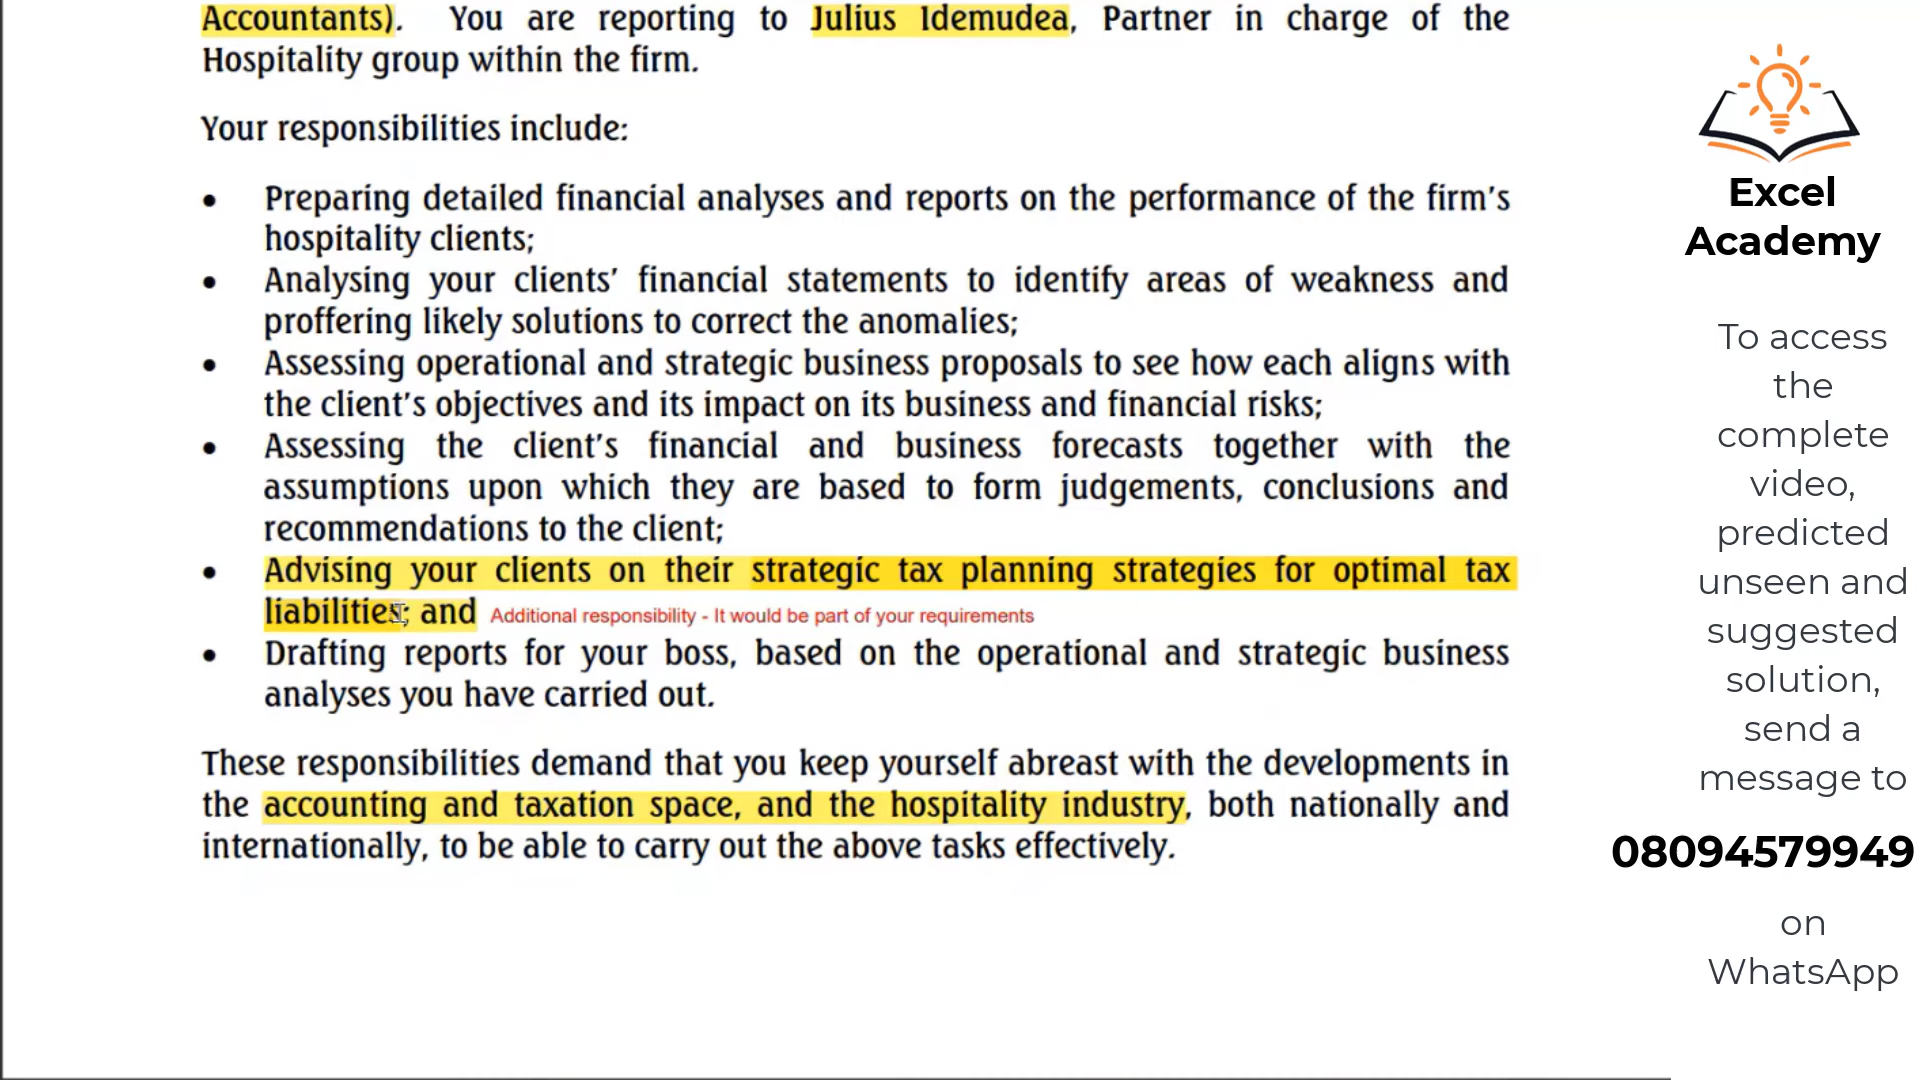 Accountants). You are reporting to Julius Idemudea, Partner in charge of the
Hospitality group within the firm.
Your responsibilities include:
• Preparing detailed financial analyses and reports on the performance of the firm's
hospitality clients;
• Analysing your clients' financial statements to identify areas of weakness and
proffering likely solutions to correct the anomalies;
• Assessing operational and strategic business proposals to see how each aligns with
the client's objectives and its impact on its business and financial risks;
• Assessing the client's financial and business forecasts together with the
assumptions upon which they are based to form judgements, conclusions and
recommendations to the client;
• Advising your clients on their strategic tax planning strategies for optimal tax
liabilities; and Additional responsibility - It would be part of your requirements
• Drafting reports for your boss, based on the operational and strategic business
analyses you have carried out.
These responsibilities demand that you keep yourself abreast with the developments in
the accounting and taxation space, and the hospitality industry, both nationally and
internationally, to be able to carry out the above tasks effectively.
Excel
Academy
To access
the
complete
video,
predicted
unseen and
suggested
solution,
send a
message to
08094579949
on
WhatsApp